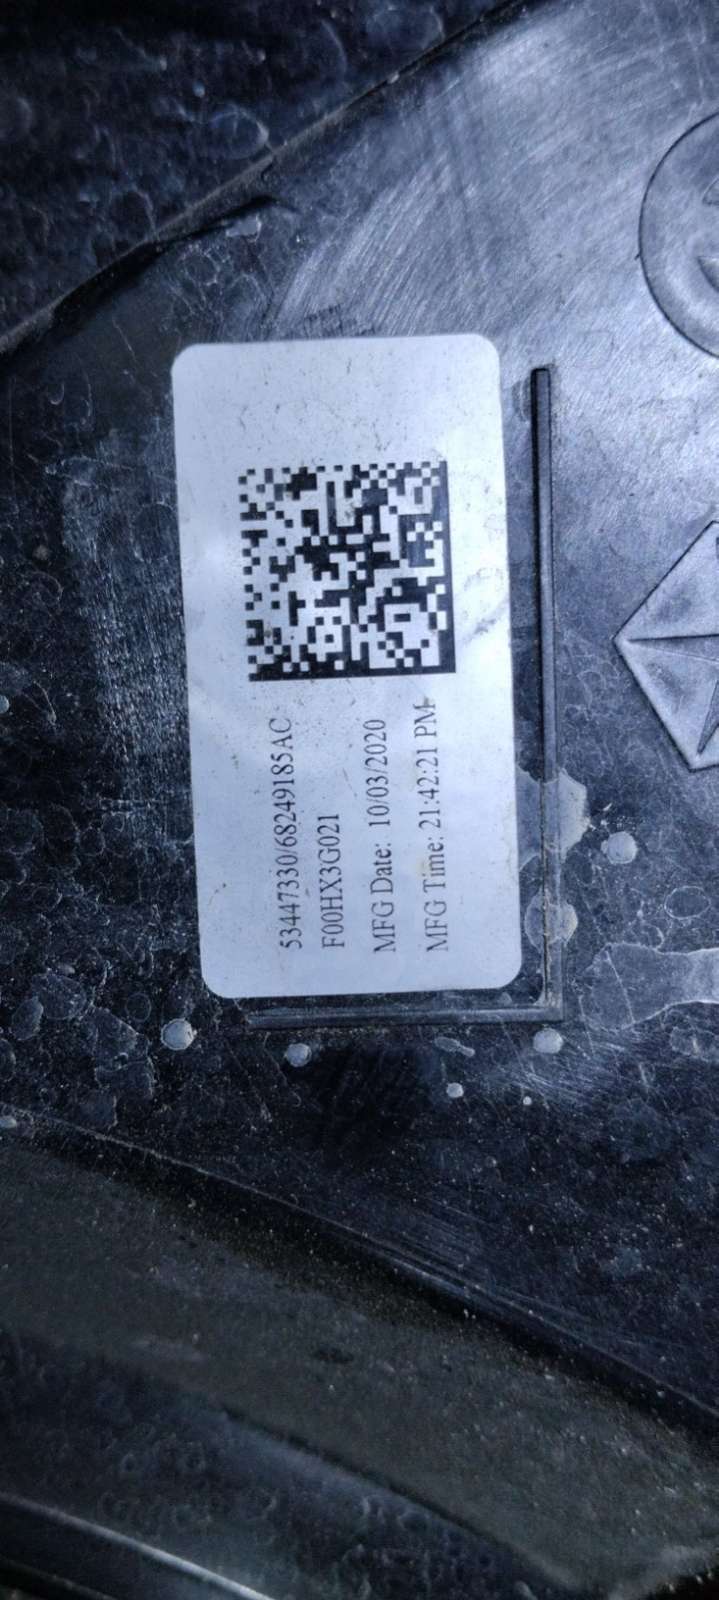 53447330/68249185AC
F00HX3G021
MFG Date: 10/03/2020
MFG Time: 21:42:21 PM